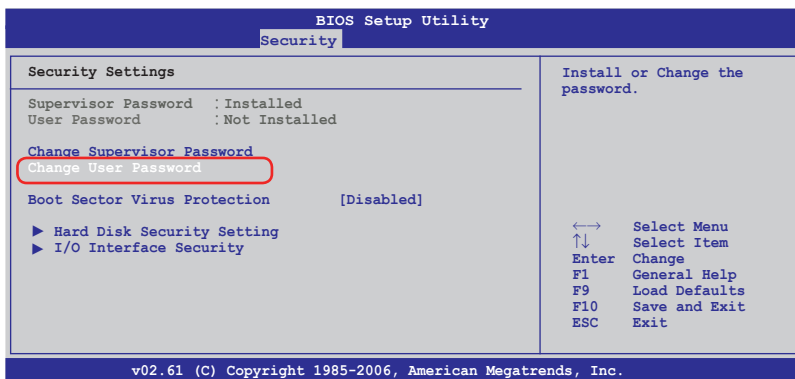 BIOS Setup Utility
Security
Security Settings
Supervisor Password : Installed
User Password : Not Installed
Change Supervisor Password
Change User Password
Boot Sector Virus Protection [Disabled]
▶ Hard Disk Security Setting
▶ I/O Interface Security
Install or Change the
password.
←→ Select Menu
↑↓ Select Item
Enter Change
F1 General Help
F9 Load Defaults
F10 Save and Exit
ESC Exit
v02.61 (C) Copyright 1985-2006, American Megatrends, Inc.